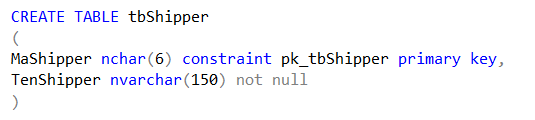 CREATE TABLE tbShipper
(
MaShipper nchar(6) constraint pk_tbShipper primary key,
TenShipper nvarchar(150) not null
)